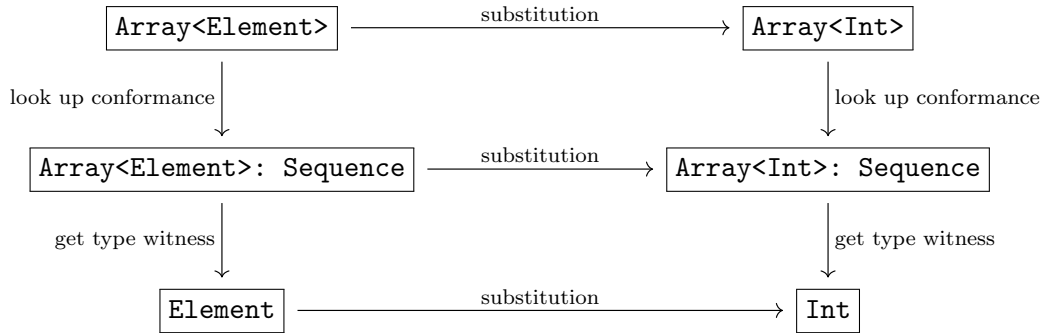 Array<Element> substitution Array<Int>
look up conformance look up conformance
Array<Element>: Sequence substitution Array<Int>: Sequence
get type witness get type witness
Element substitution Int